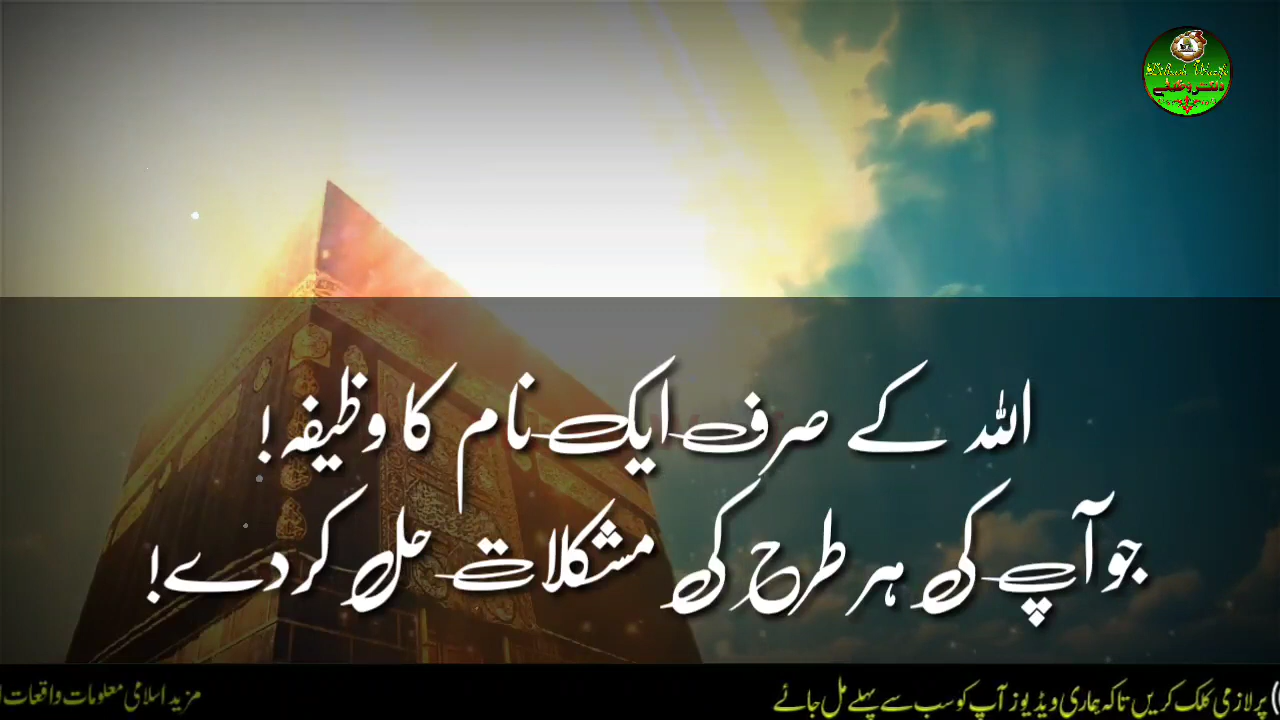 اللہ کے صرف ایک نام کا وظیفہ!
جو آپ کی ہر طرح کی مشکلات حل کر دے!
پر لازمی کلک کریں تاکہ ہماری ویڈیوز آپ کو سب سے پہلے مل جائے
مزید اسلامی معلومات واقعات